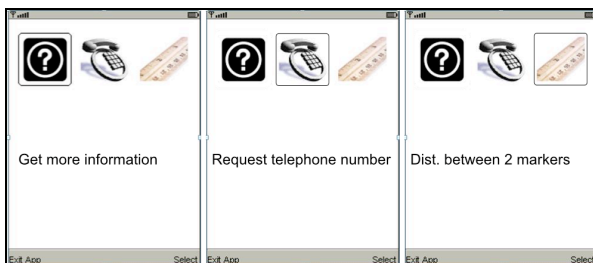 Get more information
Exit App Select
Request telephone number
Exit App Select
Dist. between 2 markers
Exit App Select